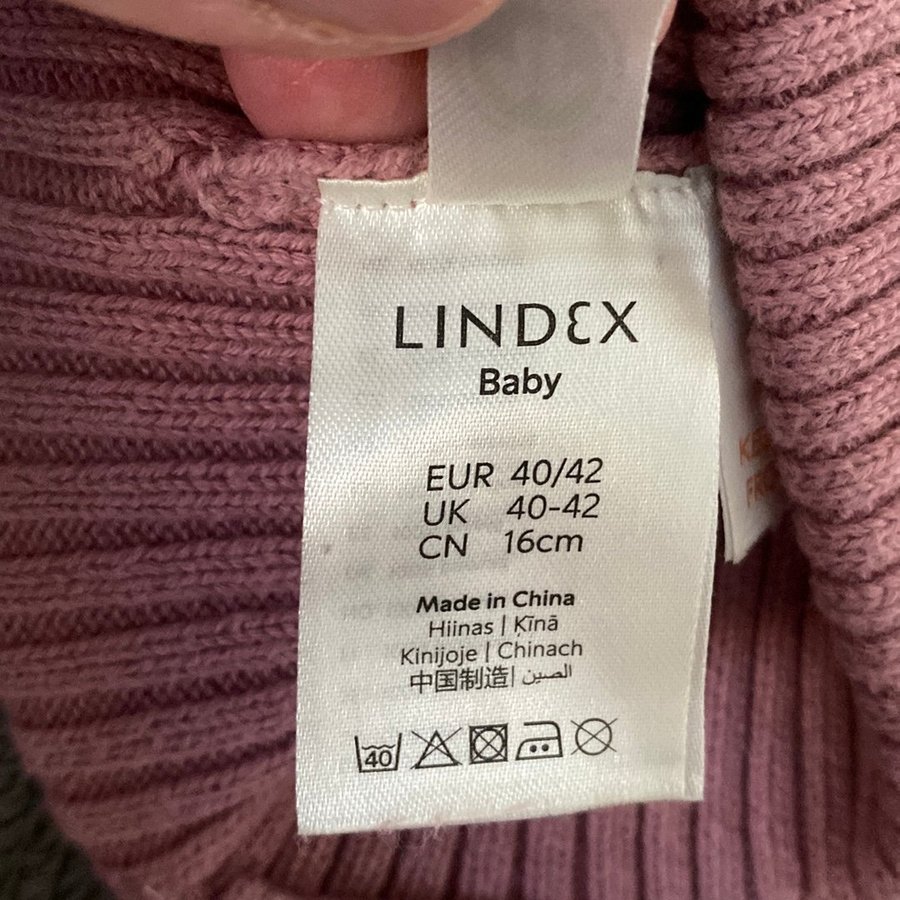 LINDEX
Baby
EUR 40/42
UK 40-42
CN 16cm
Made in China
Hiinas | Ķīnā
Kinijoje | Chinach
中国制造| الصين
40